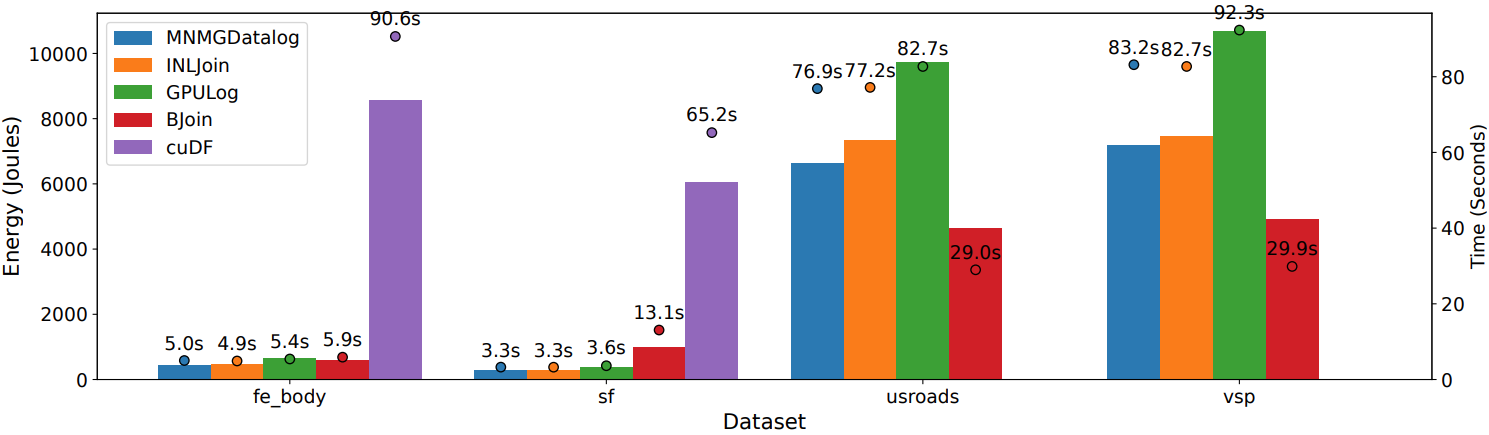 90.6s
92.3s
MNMGDatalog
INLJoin
GPULog
BJoin
cuDF
82.7s
83.2s 82.7s
76.9s 77.2s
65.2s
29.0s
29.9s
13.1s
5.0s 4.9s 5.4s 5.9s
3.3s 3.3s 3.6s
10000
8000
6000
4000
2000
0
Energy (Joules)
80
60
40
20
0
Time (Seconds)
fe_body sf usroads vsp
Dataset